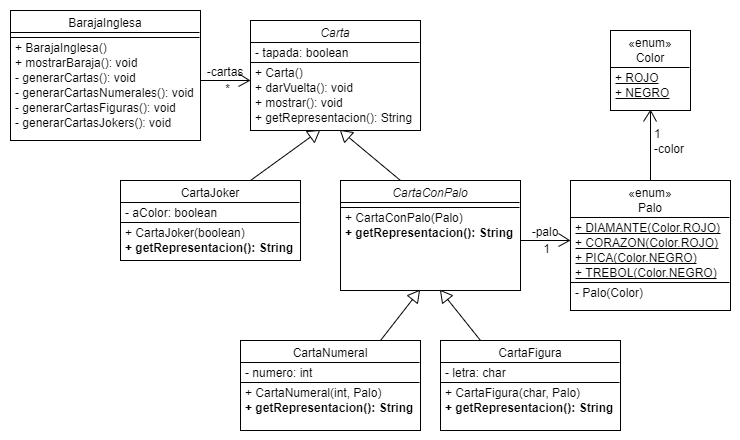 BarajaInglesa
+ BarajaInglesa()
+ mostrarBaraja(): void
- generarCartas(): void
- generarCartasNumerales(): void
- generarCartasFiguras(): void
- generarCartasJokers(): void
-cartas
*
Carta
- tapada: boolean
+ Carta()
+ darVuelta(): void
+ mostrar(): void
+ getRepresentacion(): String
«enum»
Color
+ ROJO
+ NEGRO
1
-color
CartaJoker
- aColor: boolean
+ CartaJoker(boolean)
+ getRepresentacion(): String
CartaConPalo
+ CartaConPalo(Palo)
+ getRepresentacion(): String
-palo
1
«enum»
Palo
+ DIAMANTE(Color.ROJO)
+ CORAZON(Color.ROJO)
+ PICA(Color.NEGRO)
+ TREBOL(Color.NEGRO)
- Palo(Color)
CartaNumeral
- numero: int
+ CartaNumeral(int, Palo)
+ getRepresentacion(): String
CartaFigura
- letra: char
+ CartaFigura(char, Palo)
+ getRepresentacion(): String